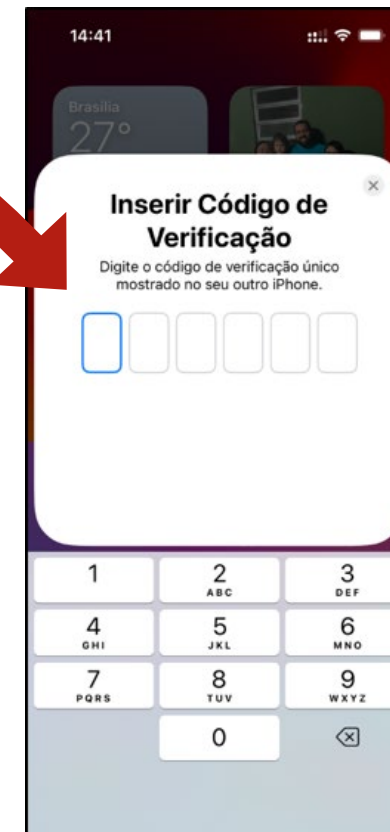 14:41
Brasília
27°
Inserir Código de
Verificação
Digite o código de verificação único
mostrado no seu outro iPhone.
1
2
ABC
3
DEF
4
GHI
5
JKL
6
MNO
7
PQRS
8
TUV
9
WXYZ
0